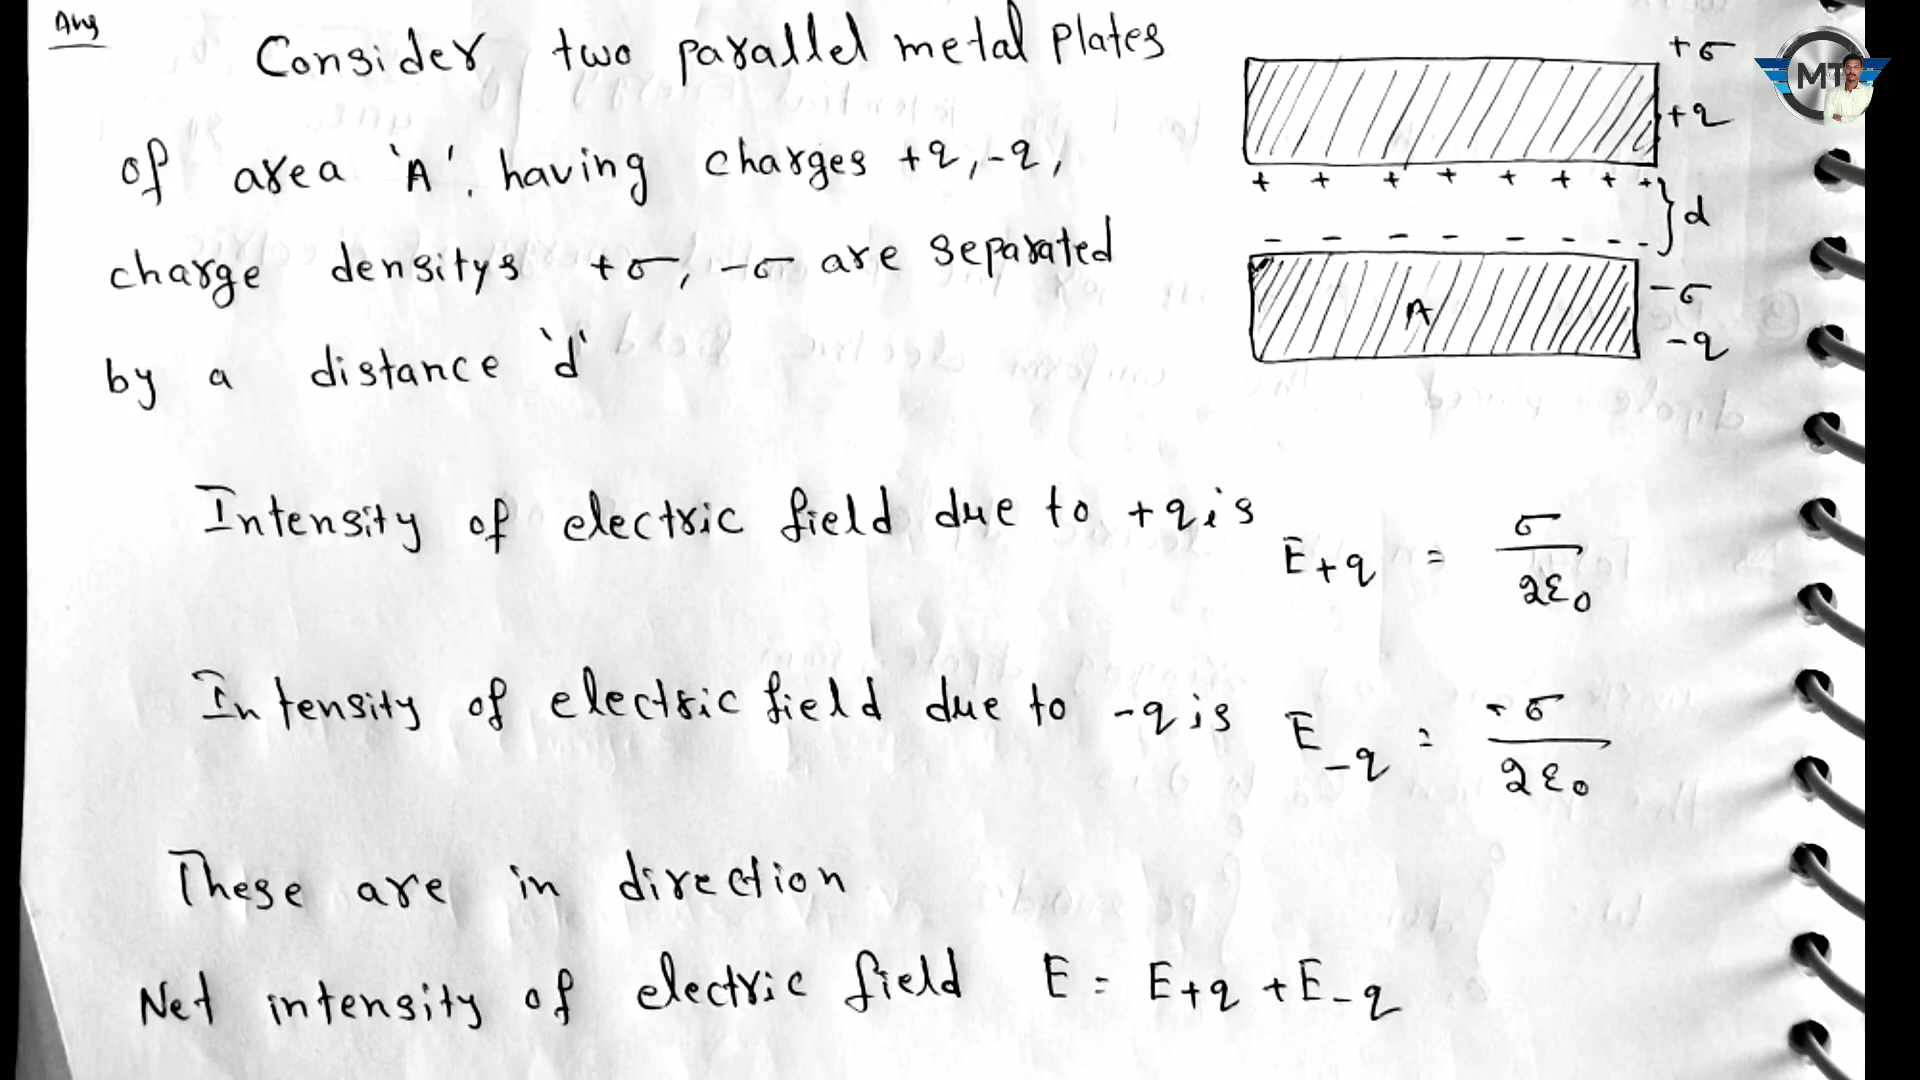 Ans
Consider two parallel metal plates
of area 'A', having charges +q, -q,
charge densitys +σ, -σ are separated
by a distance 'd'
+σ
+q
+ + + + + + + +
d
- - - - - - - -
-σ
A
-q
MT
Intensity of electric field due to +q is E+q = σ/2ε₀
Intensity of electric field due to -q is E-q = -σ/2ε₀
These are in direction
Net intensity of electric field E = E+q + E-q